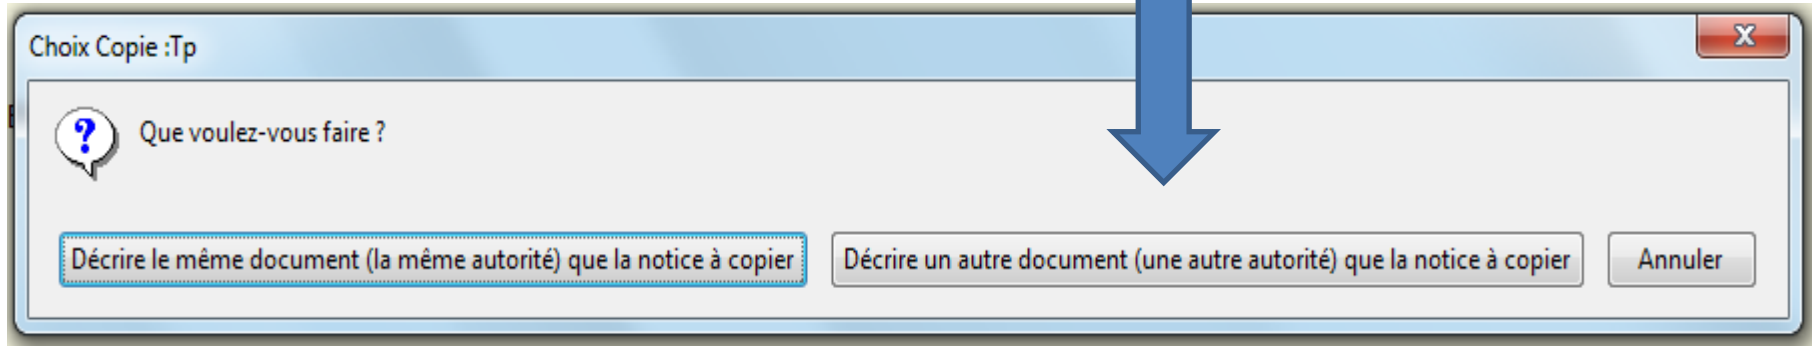 Choix Copie :Tp
Que voulez-vous faire ?
Décrire le même document (la même autorité) que la notice à copier
Décrire un autre document (une autre autorité) que la notice à copier
Annuler